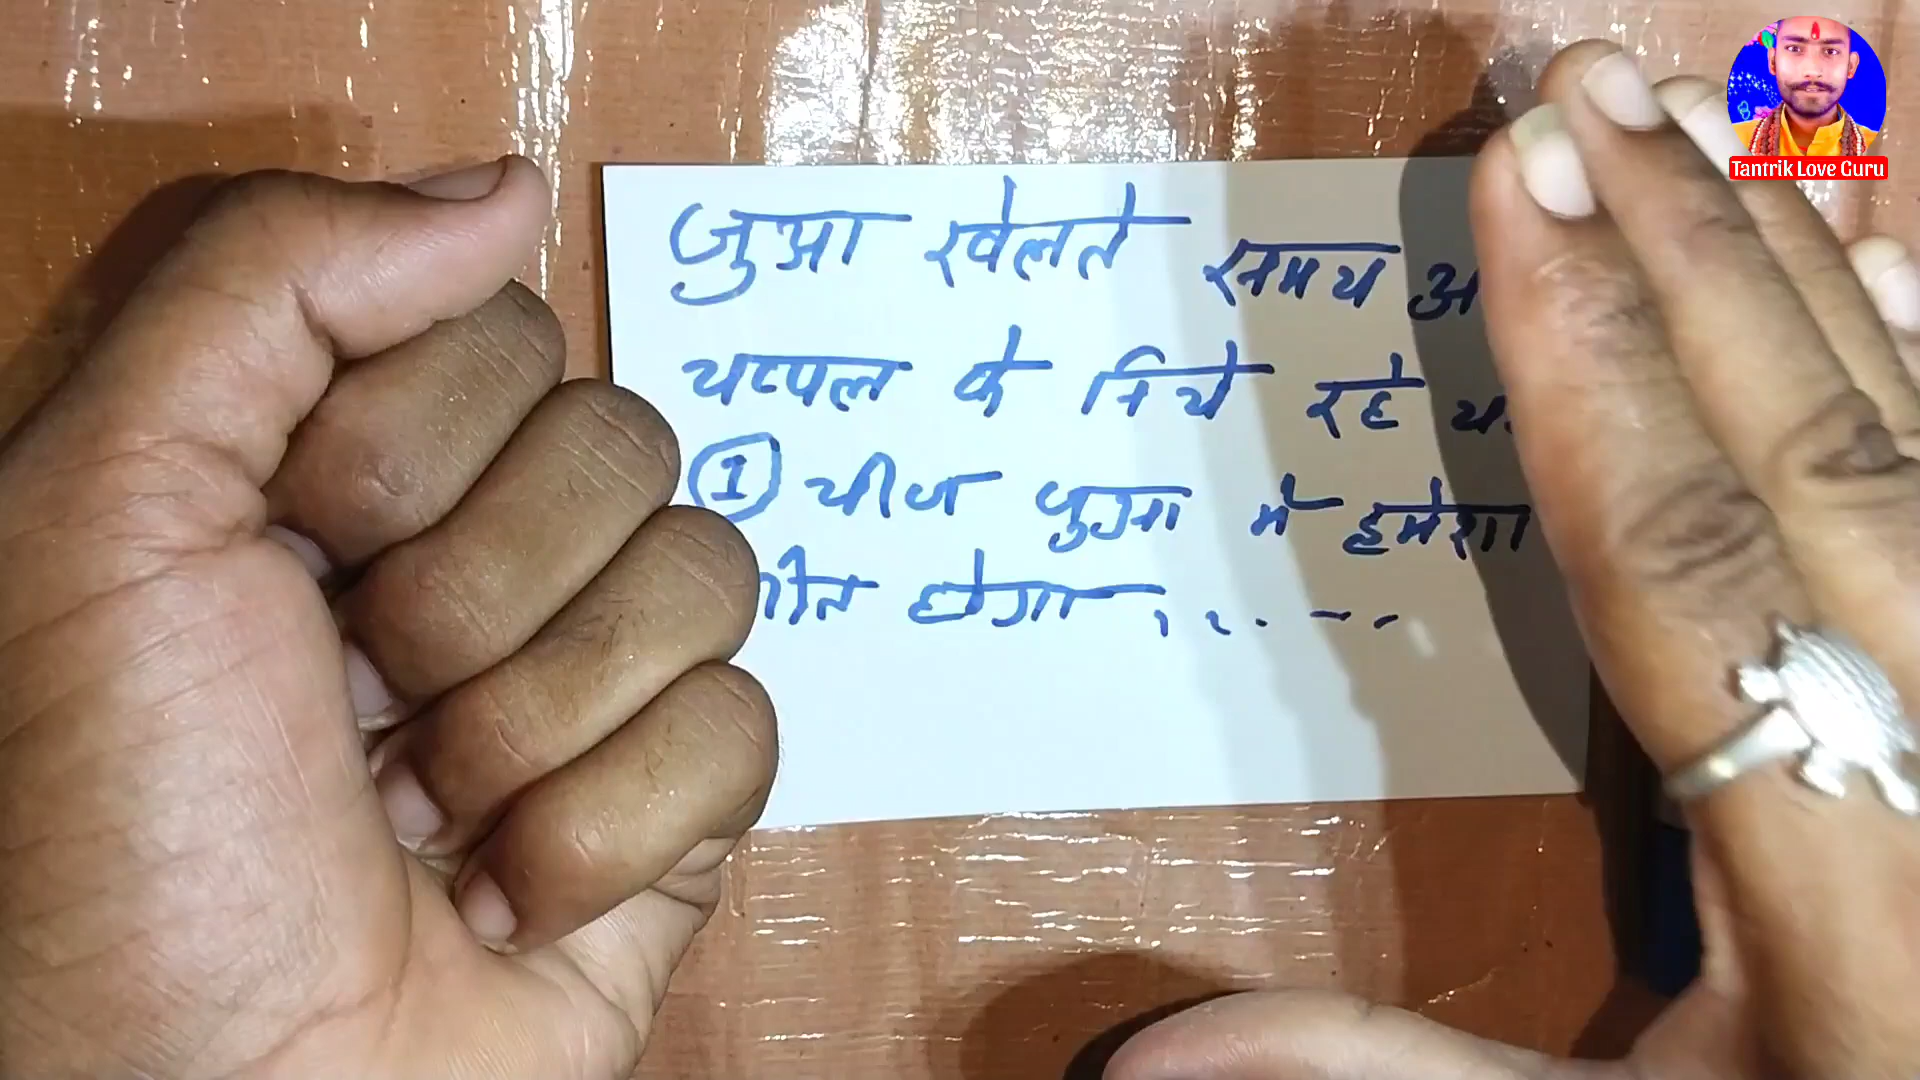 Tantrik Love Guru
जुआ खेलते समय
चप्पल के निचे रहे
1 चीज जुआ मे हमेशा
जीत होगा